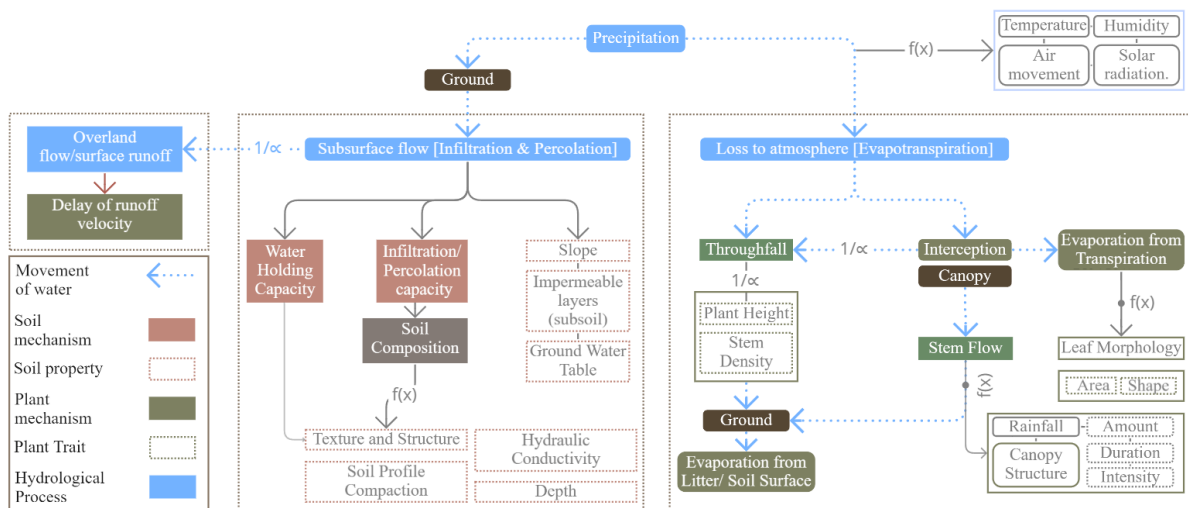 Precipitation
f(x)
Temperature
Humidity
Air
movement
Solar
radiation.
Ground
Overland
flow/surface runoff
1/∝
Subsurface flow [Infiltration & Percolation]
Loss to atmosphere [Evapotranspiration]
Delay of runoff
velocity
Water
Holding
Capacity
Infiltration/
Percolation
capacity
Slope
Impermeable
layers
(subsoil)
Ground Water
Table
Soil
Composition
f(x)
Texture and Structure
Hydraulic
Conductivity
Soil Profile
Compaction
Depth
Throughfall
1/∝
Interception
Canopy
Evaporation from
Transpiration
1/∝
Plant Height
Stem
Density
f(x)
Stem Flow
Leaf Morphology
f(x)
Area
Shape
Ground
Evaporation from
Litter/ Soil Surface
Rainfall
Amount
Canopy
Structure
Duration
Intensity
Movement
of water
Soil
mechanism
Soil property
Plant
mechanism
Plant Trait
Hydrological
Process